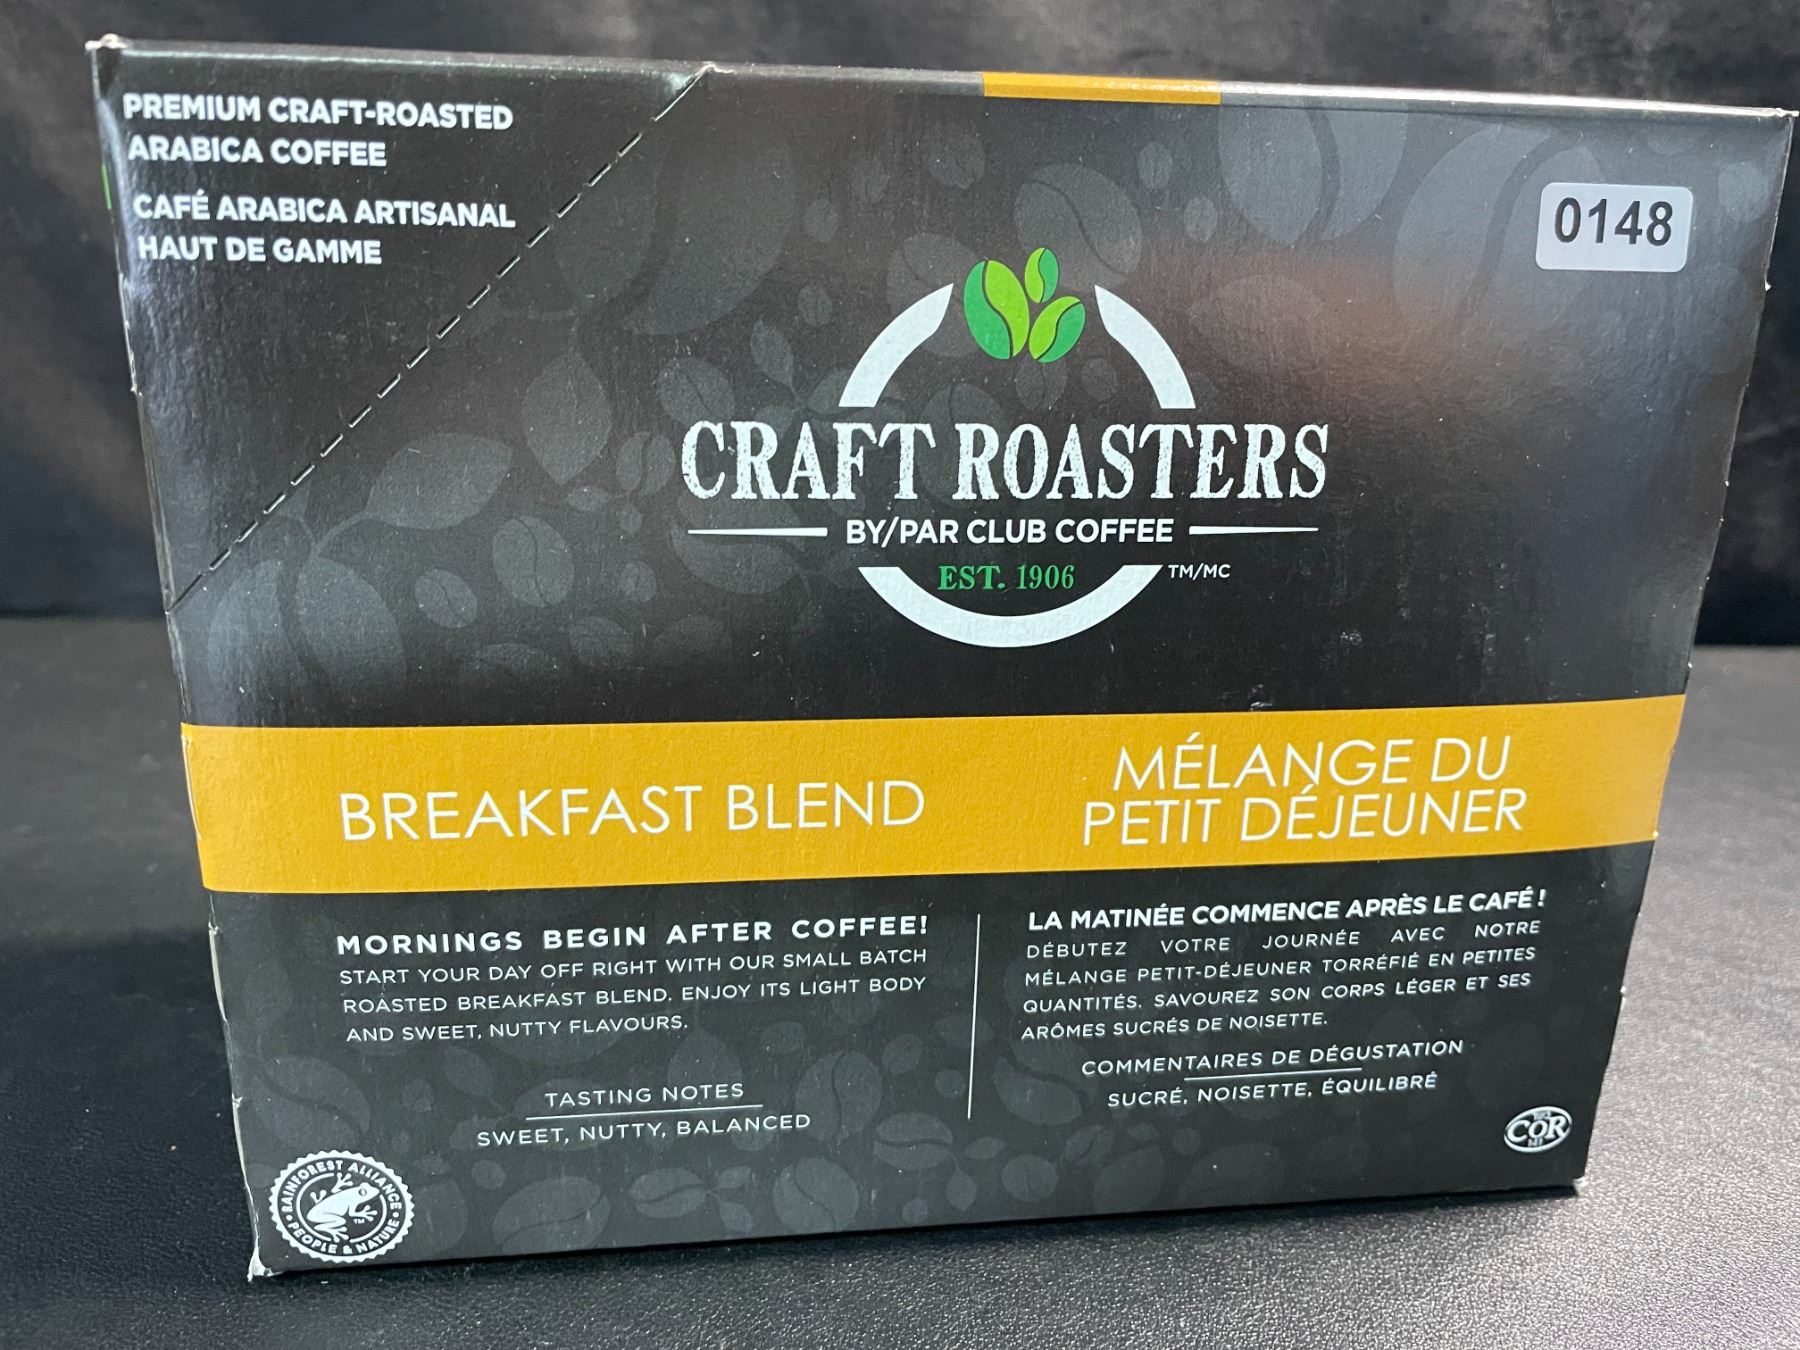 PREMIUM CRAFT-ROASTED
ARABICA COFFEE
CAFÉ ARABICA ARTISANAL
HAUT DE GAMME
0148
CRAFT ROASTERS
BY/PAR CLUB COFFEE
EST. 1906
TM/MC
BREAKFAST BLEND
MÉLANGE DU
PETIT DÉJEUNER
MORNINGS BEGIN AFTER COFFEE!
START YOUR DAY OFF RIGHT WITH OUR SMALL BATCH
ROASTED BREAKFAST BLEND. ENJOY ITS LIGHT BODY
AND SWEET, NUTTY FLAVOURS.
TASTING NOTES
SWEET, NUTTY, BALANCED
LA MATINÉE COMMENCE APRÈS LE CAFÉ !
DÉBUTEZ VOTRE JOURNÉE AVEC NOTRE
MÉLANGE PETIT-DÉJEUNER TORRÉFIÉ EN PETITES
QUANTITÉS. SAVOUREZ SON CORPS LÉGER ET SES
ARÔMES SUCRÉS DE NOISETTE.
COMMENTAIRES DE DÉGUSTATION
SUCRÉ, NOISETTE, ÉQUILIBRÉ
RAINFOREST ALLIANCE
PEOPLE & NATURE
TM
COR